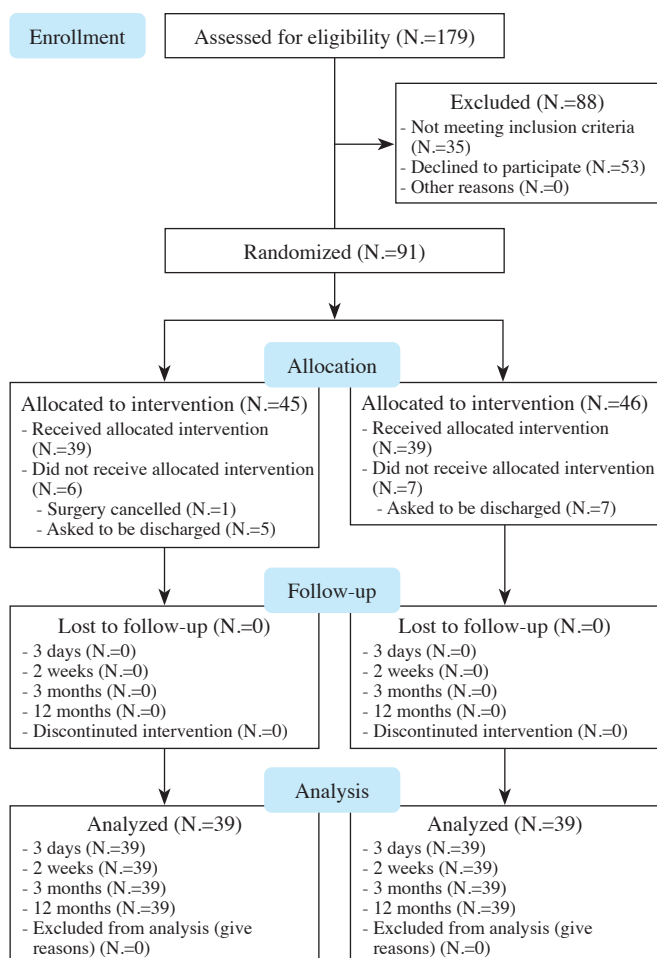 Enrollment
Assessed for eligibility (N.=179)
Excluded (N.=88)
- Not meeting inclusion criteria
(N.=35)
- Declined to participate (N.=53)
- Other reasons (N.=0)
Randomized (N.=91)
Allocation
Allocated to intervention (N.=45)
- Received allocated intervention
(N.=39)
- Did not receive allocated intervention
(N.=6)
- Surgery cancelled (N.=1)
- Asked to be discharged (N.=5)
Allocated to intervention (N.=46)
- Received allocated intervention
(N.=39)
- Did not receive allocated intervention
(N.=7)
- Asked to be discharged (N.=7)
Follow-up
Lost to follow-up (N.=0)
- 3 days (N.=0)
- 2 weeks (N.=0)
- 3 months (N.=0)
- 12 months (N.=0)
- Discontinuted intervention (N.=0)
Lost to follow-up (N.=0)
- 3 days (N.=0)
- 2 weeks (N.=0)
- 3 months (N.=0)
- 12 months (N.=0)
- Discontinuted intervention (N.=0)
Analysis
Analyzed (N.=39)
- 3 days (N.=39)
- 2 weeks (N.=39)
- 3 months (N.=39)
- 12 months (N.=39)
- Excluded from analysis (give
reasons) (N.=0)
Analyzed (N.=39)
- 3 days (N.=39)
- 2 weeks (N.=39)
- 3 months (N.=39)
- 12 months (N.=39)
- Excluded from analysis (give
reasons) (N.=0)